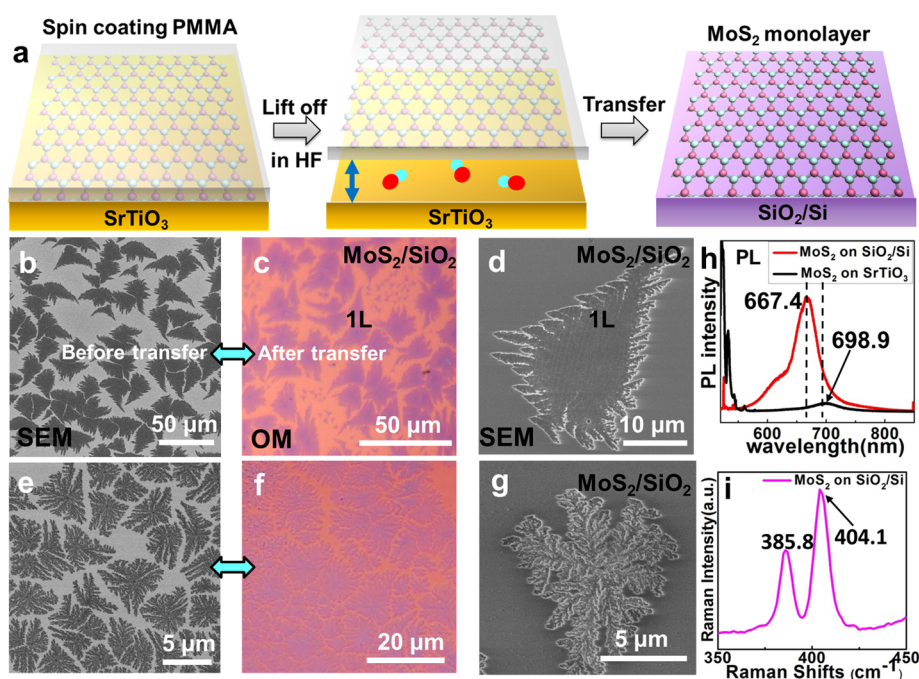 a
Spin coating PMMA
SrTiO3
Lift off
in HF
SrTiO3
Transfer
MoS2 monolayer
SiO2/Si
b
Before transfer
SEM
50 μm
c
MoS2/SiO2
1L
After transfer
OM
50 μm
d
MoS2/SiO2
1L
SEM
10 μm
h
PL
MoS2 on SiO2/Si
MoS2 on SrTiO3
667.4
698.9
PL intensity
600
700
800
wavelength(nm)
e
5 μm
f
20 μm
g
MoS2/SiO2
5 μm
i
MoS2 on SiO2/Si
385.8
404.1
Raman Intensity(a.u.)
350
400
450
Raman Shifts (cm-1)